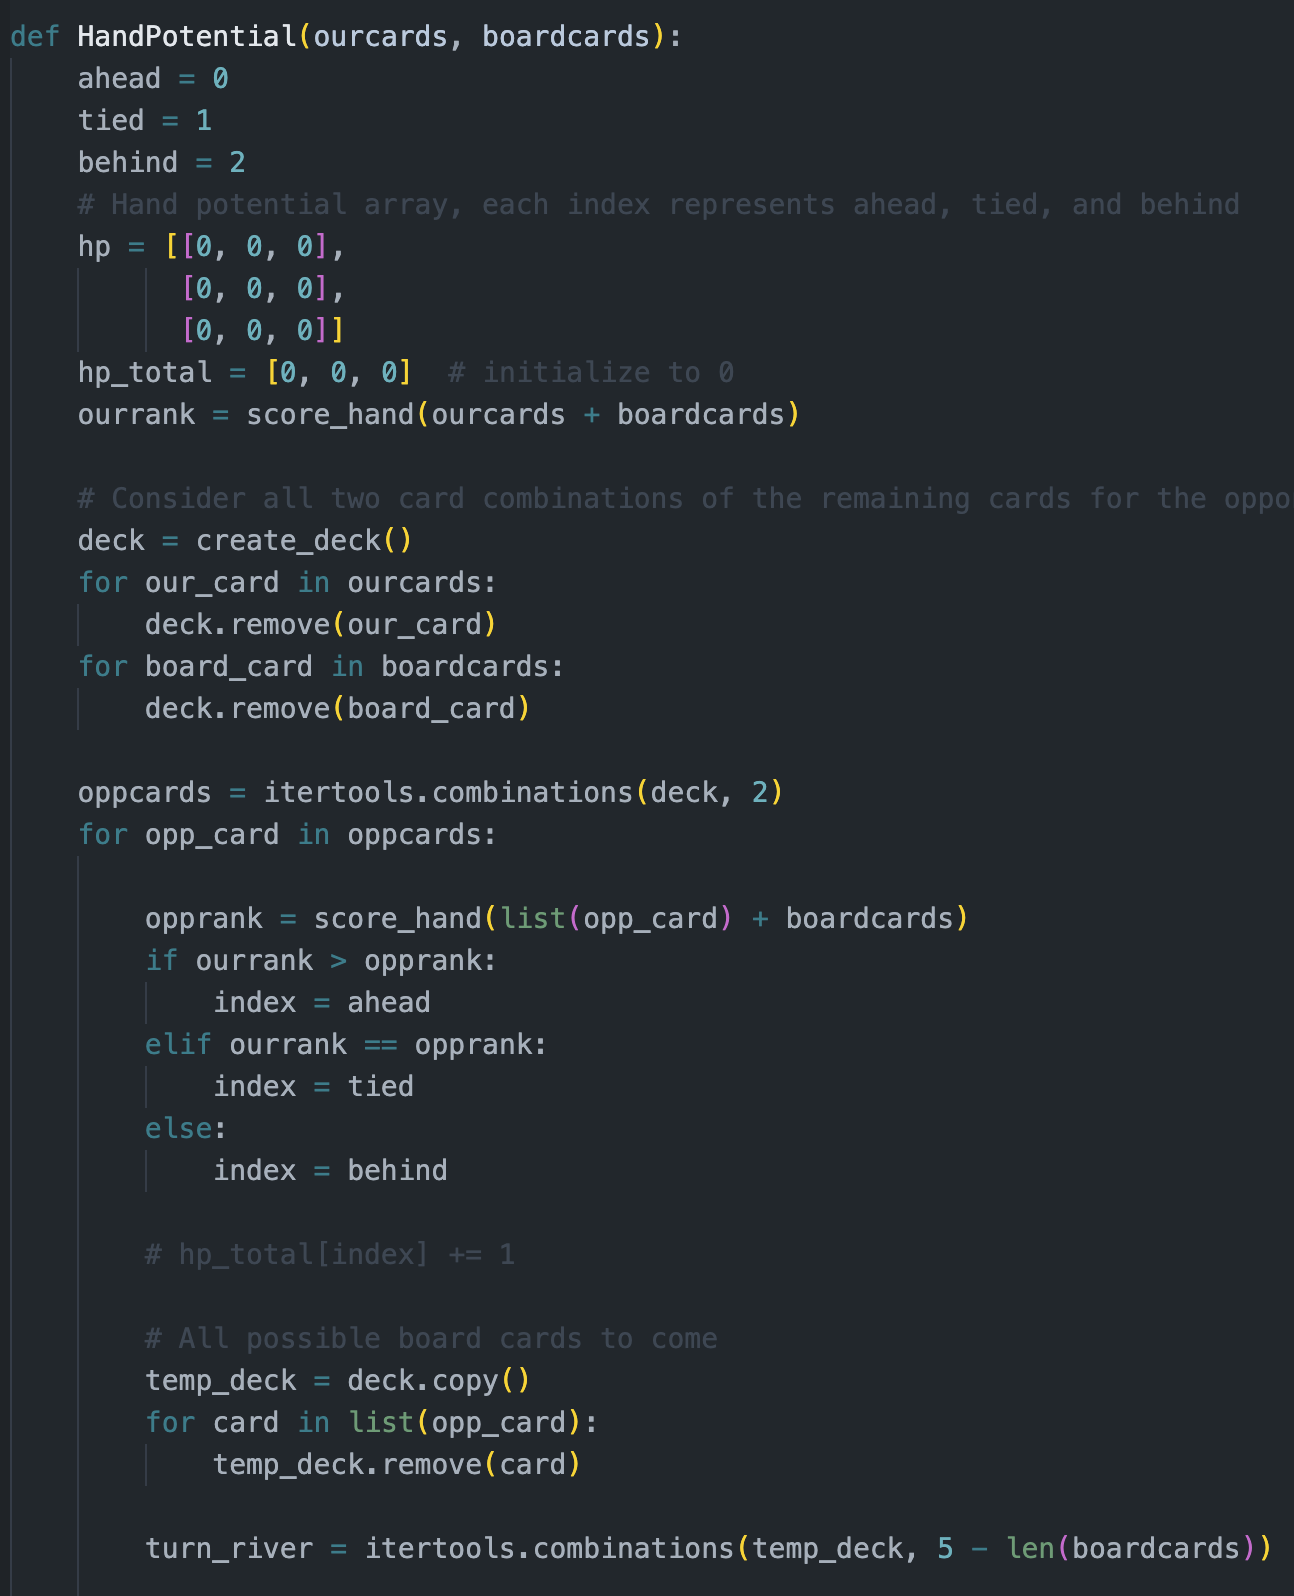 def HandPotential(ourcards, boardcards):
    ahead = 0
    tied = 1
    behind = 2
    # Hand potential array, each index represents ahead, tied, and behind
    hp = [[0, 0, 0],
          [0, 0, 0],
          [0, 0, 0]]
    hp_total = [0, 0, 0]  # initialize to 0
    ourrank = score_hand(ourcards + boardcards)

    # Consider all two card combinations of the remaining cards for the oppo
    deck = create_deck()
    for our_card in ourcards:
        deck.remove(our_card)
    for board_card in boardcards:
        deck.remove(board_card)

    oppcards = itertools.combinations(deck, 2)
    for opp_card in oppcards:

        opprank = score_hand(list(opp_card) + boardcards)
        if ourrank > opprank:
            index = ahead
        elif ourrank == opprank:
            index = tied
        else:
            index = behind

        # hp_total[index] += 1

        # All possible board cards to come
        temp_deck = deck.copy()
        for card in list(opp_card):
            temp_deck.remove(card)

        turn_river = itertools.combinations(temp_deck, 5 - len(boardcards))